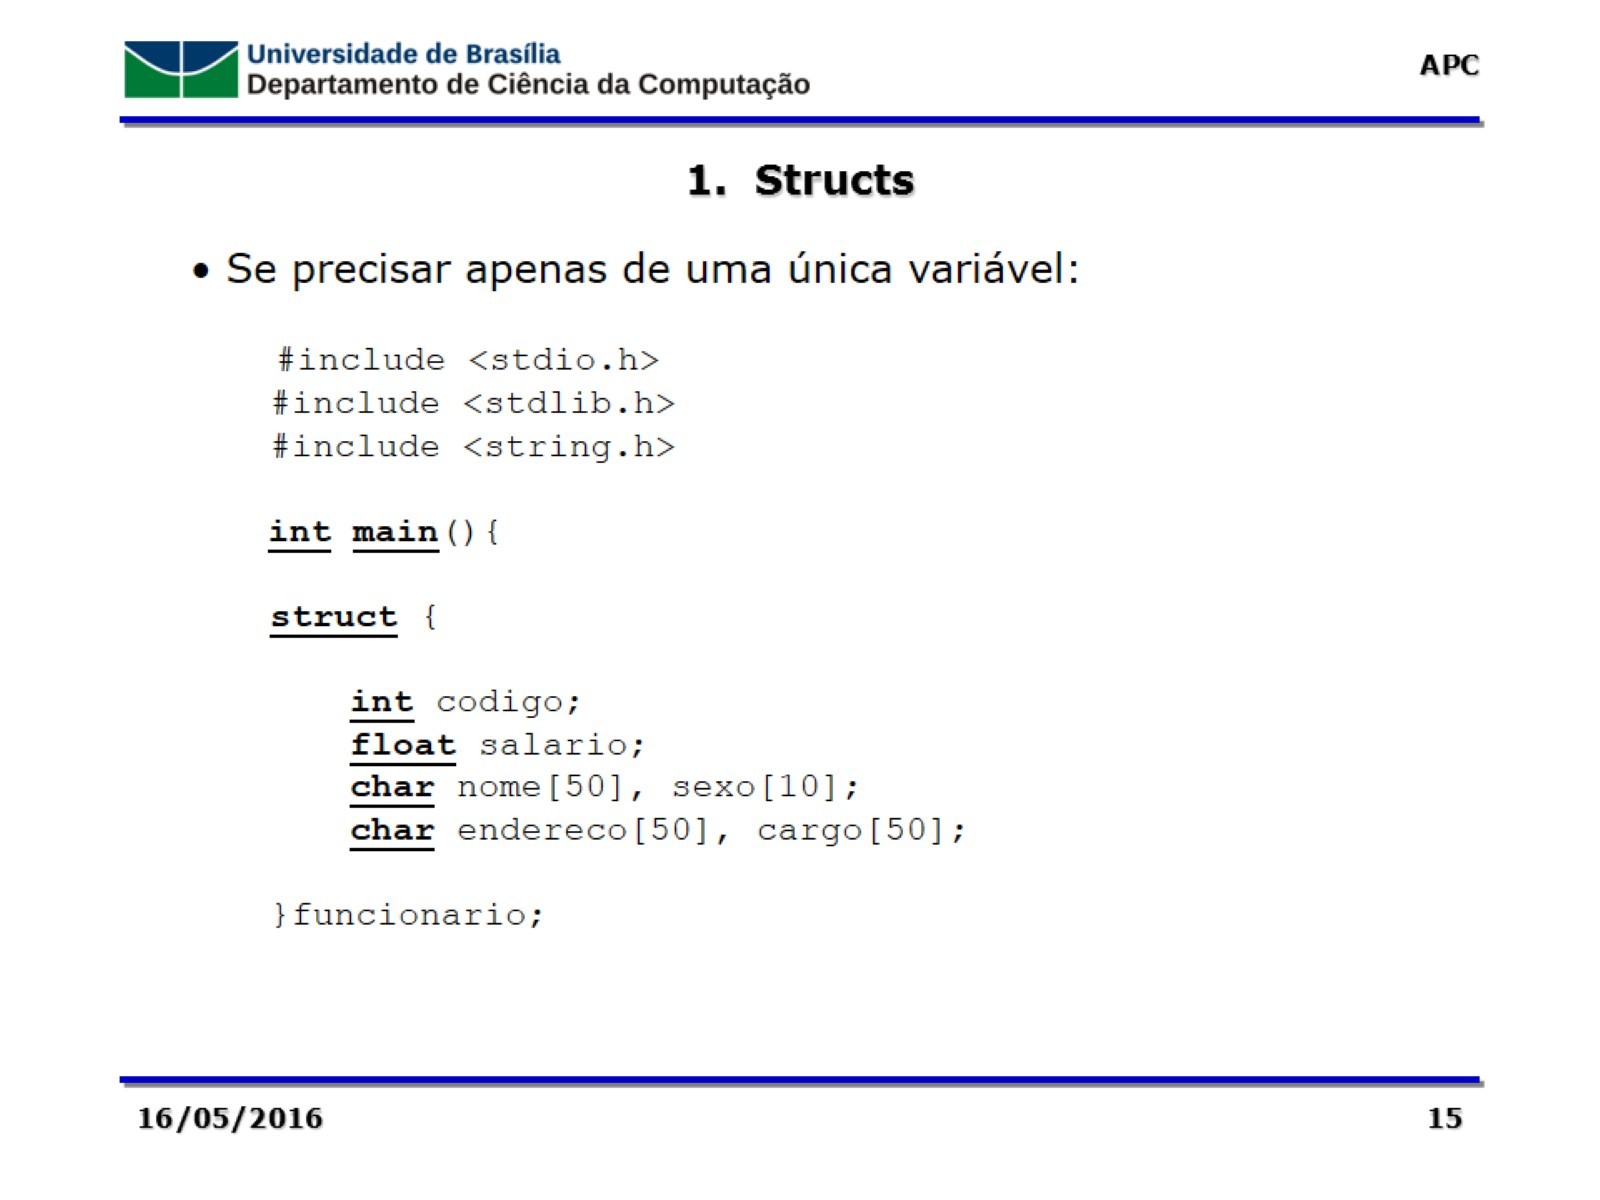 Universidade de Brasília
Departamento de Ciência da Computação
APC
1. Structs
• Se precisar apenas de uma única variável:
#include <stdio.h>
#include <stdlib.h>
#include <string.h>
int main(){
struct {
int codigo;
float salario;
char nome[50], sexo[10];
char endereco[50], cargo[50];
}funcionario;
16/05/2016
15